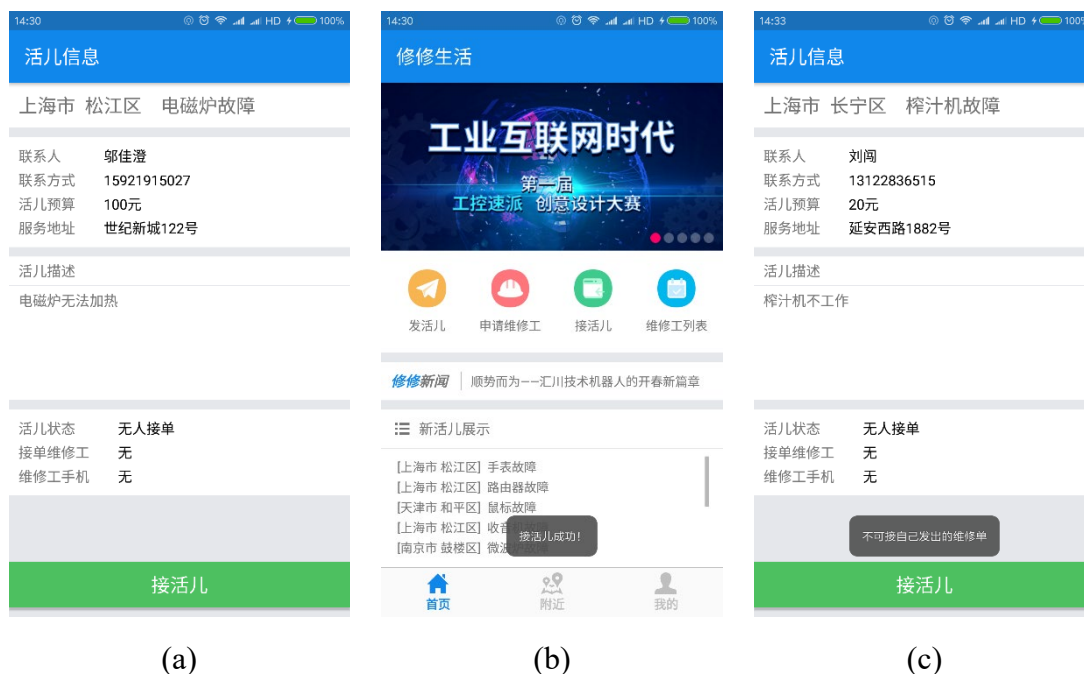 14:30 HD 100%
活儿信息
上海市 松江区 电磁炉故障
联系人 邬佳澄
联系方式 15921915027
活儿预算 100元
服务地址 世纪新城122号
活儿描述
电磁炉无法加热
活儿状态 无人接单
接单维修工 无
维修工手机 无
接活儿
(a)
14:30 HD 100%
修修生活
工业互联网时代
第一届
工控速派 创意设计大赛
发活儿 申请维修工 接活儿 维修工列表
修修新闻 顺势而为——汇川技术机器人的开春新篇章
新活儿展示
[上海市 松江区] 手表故障
[上海市 松江区] 路由器故障
[天津市 和平区] 鼠标故障
[上海市 松江区] 收音
[南京市 鼓楼区] 微波
接活儿成功!
首页 附近 我的
(b)
14:33 HD 100%
活儿信息
上海市 长宁区 榨汁机故障
联系人 刘闯
联系方式 13122836515
活儿预算 20元
服务地址 延安西路1882号
活儿描述
榨汁机不工作
活儿状态 无人接单
接单维修工 无
维修工手机 无
不可接自己发出的维修单
接活儿
(c)